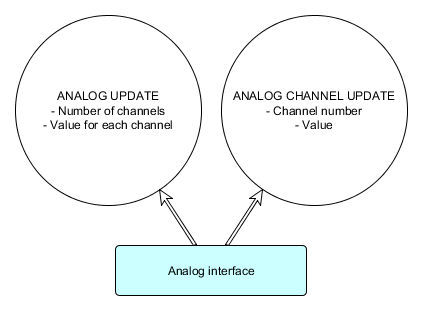 ANALOG UPDATE
- Number of channels
- Value for each channel
ANALOG CHANNEL UPDATE
- Channel number
- Value
Analog interface